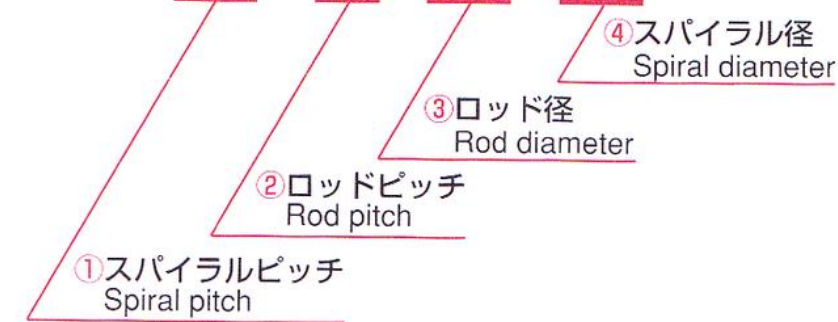 ④スパイラル径
Spiral diameter
③ロッド径
Rod diameter
②ロッドピッチ
Rod pitch
①スパイラルピッチ
Spiral pitch